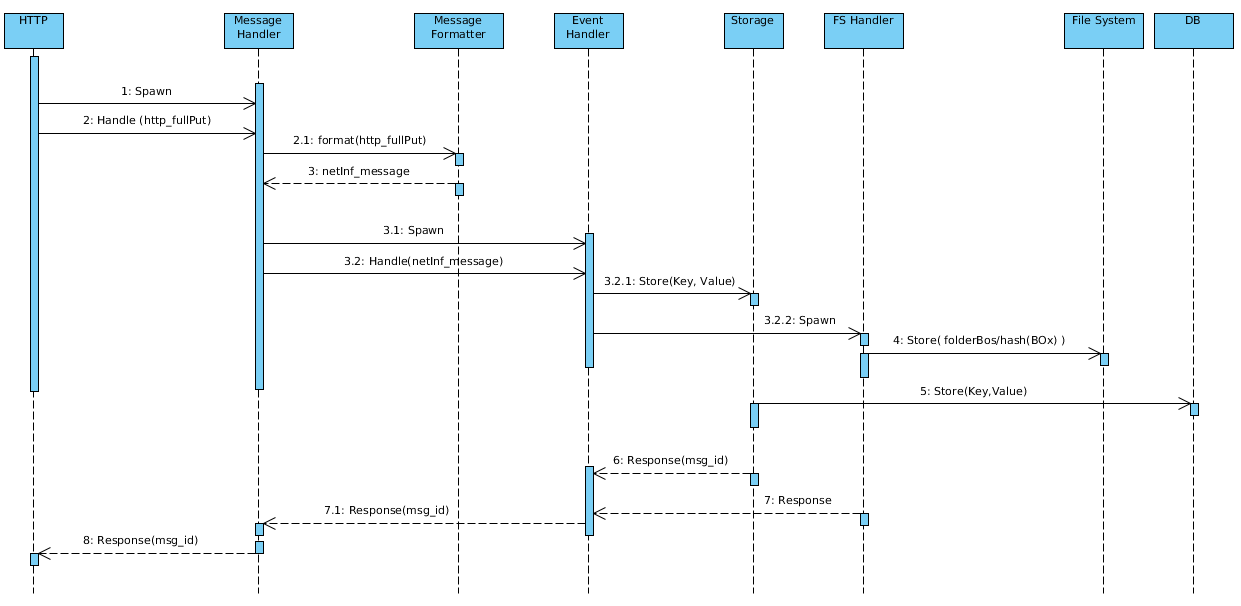 HTTP
Message
Handler
Message
Formatter
Event
Handler
Storage
FS Handler
File System
DB
1: Spawn
2: Handle (http_fullPut)
2.1: format(http_fullPut)
3: netInf_message
3.1: Spawn
3.2: Handle(netInf_message)
3.2.1: Store(Key, Value)
3.2.2: Spawn
4: Store( folderBos/hash(BOx) )
5: Store(Key,Value)
6: Response(msg_id)
7: Response
7.1: Response(msg_id)
8: Response(msg_id)